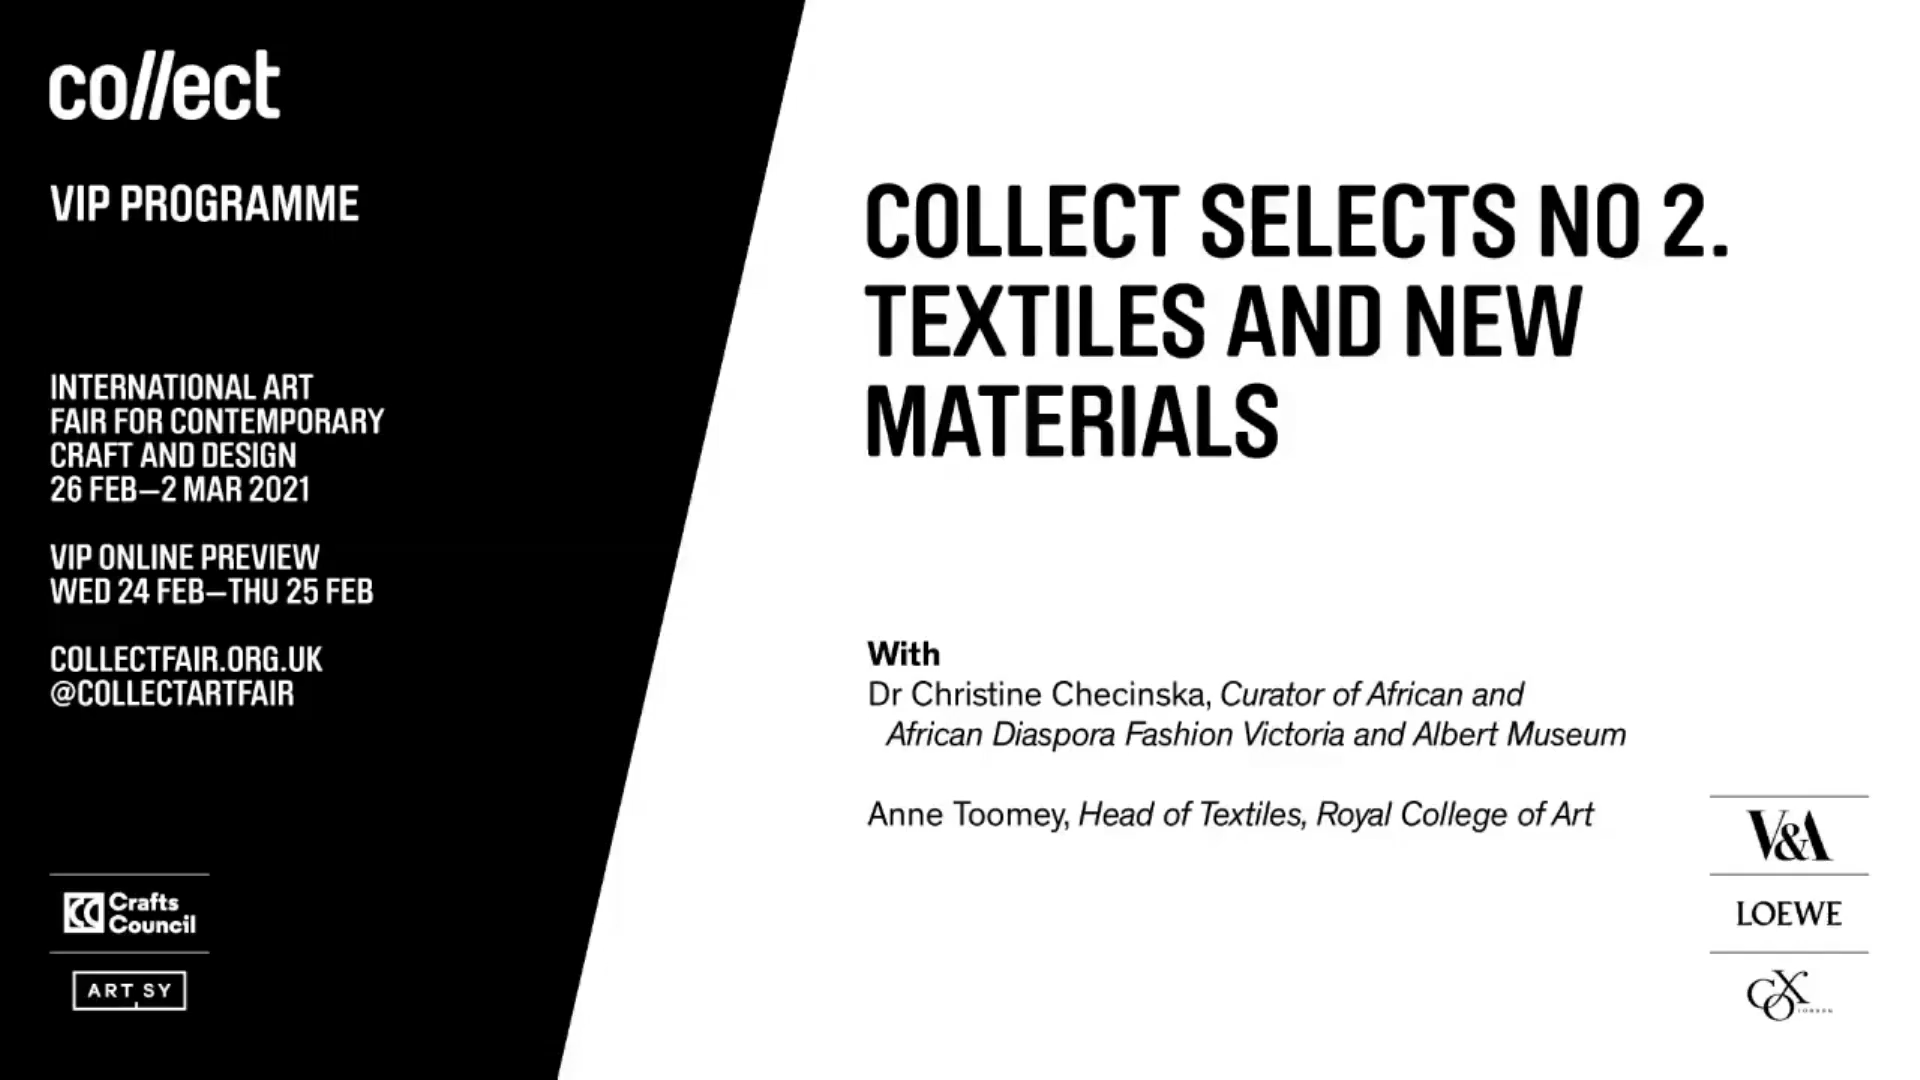 collect
VIP PROGRAMME
INTERNATIONAL ART
FAIR FOR CONTEMPORARY
CRAFT AND DESIGN
26 FEB—2 MAR 2021
VIP ONLINE PREVIEW
WED 24 FEB—THU 25 FEB
COLLECTFAIR.ORG.UK
@COLLECTARTFAIR
Crafts
Council
ARTSY
COLLECT SELECTS NO 2.
TEXTILES AND NEW
MATERIALS
With
Dr Christine Checinska, Curator of African and
African Diaspora Fashion Victoria and Albert Museum
Anne Toomey, Head of Textiles, Royal College of Art
V&A
LOEWE
COX
LONDON